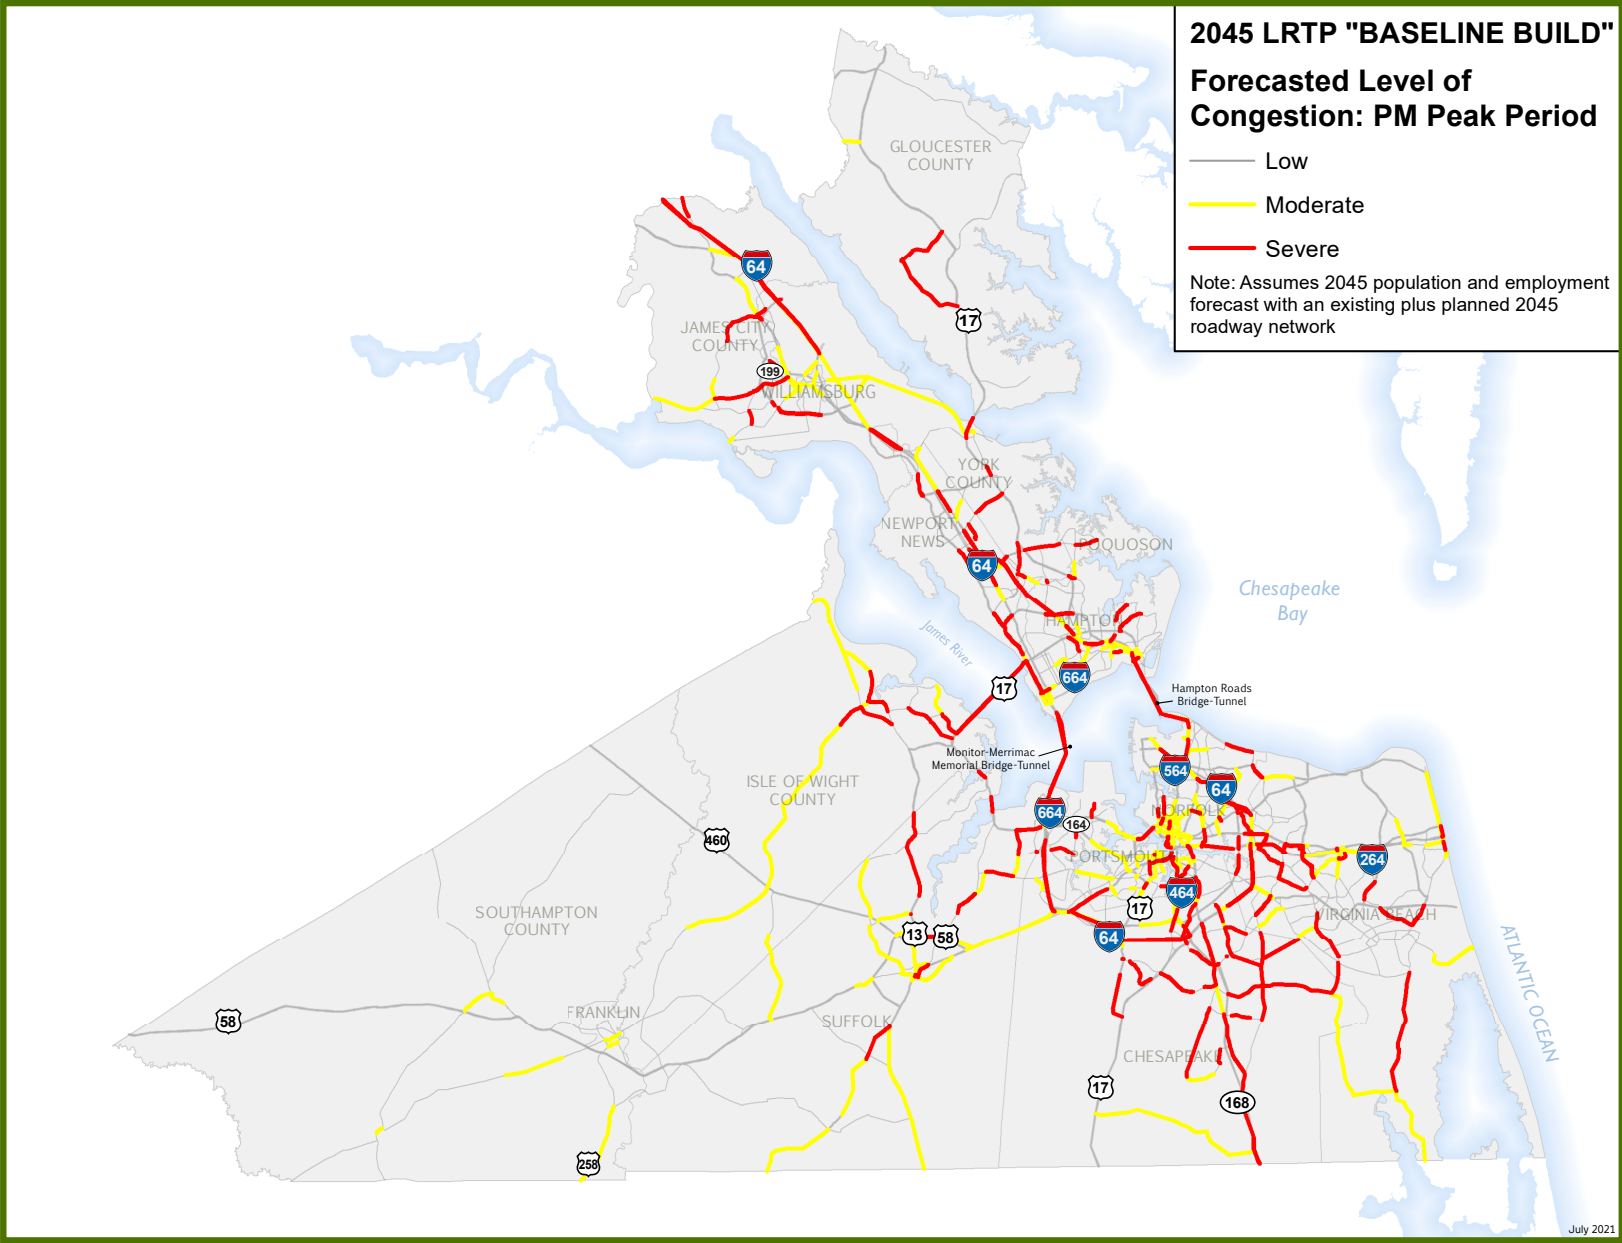 2045 LRTP "BASELINE BUILD"
Forecasted Level of
Congestion: PM Peak Period
Low
Moderate
Severe
Note: Assumes 2045 population and employment
forecast with an existing plus planned 2045
roadway network
GLOUCESTER
COUNTY
64
17
JAMES CITY
COUNTY
199
WILLIAMSBURG
YORK
COUNTY
NEWPORT
NEWS
POQUOSON
64
Chesapeake
Bay
HAMPTON
James River
664
17
Hampton Roads
Bridge-Tunnel
Monitor-Merrimac
Memorial Bridge-Tunnel
564
64
ISLE OF WIGHT
COUNTY
664
164
NORFOLK
460
PORTSMOUTH
264
464
17
SOUTHAMPTON
COUNTY
VIRGINIA BEACH
13
58
64
ATLANTIC OCEAN
58
FRANKLIN
SUFFOLK
CHESAPEAKE
17
168
258
July 2021